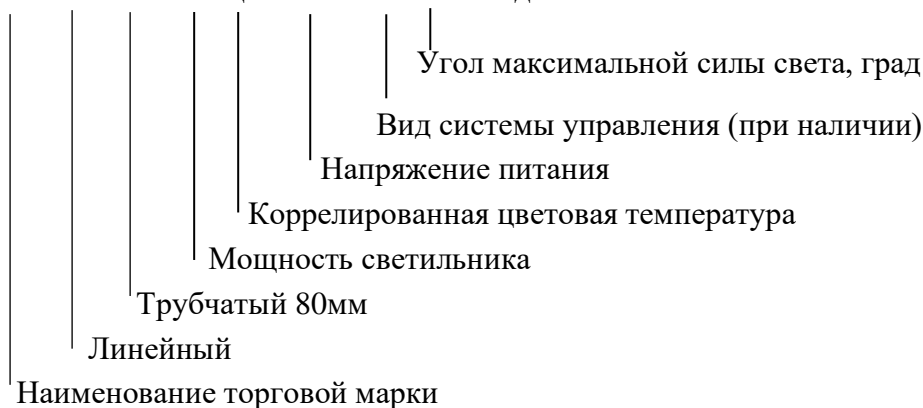 Угол максимальной силы света, град
Вид системы управления (при наличии)
Напряжение питания
Коррелированная цветовая температура
Мощность светильника
Трубчатый 80мм
Линейный
Наименование торговой марки